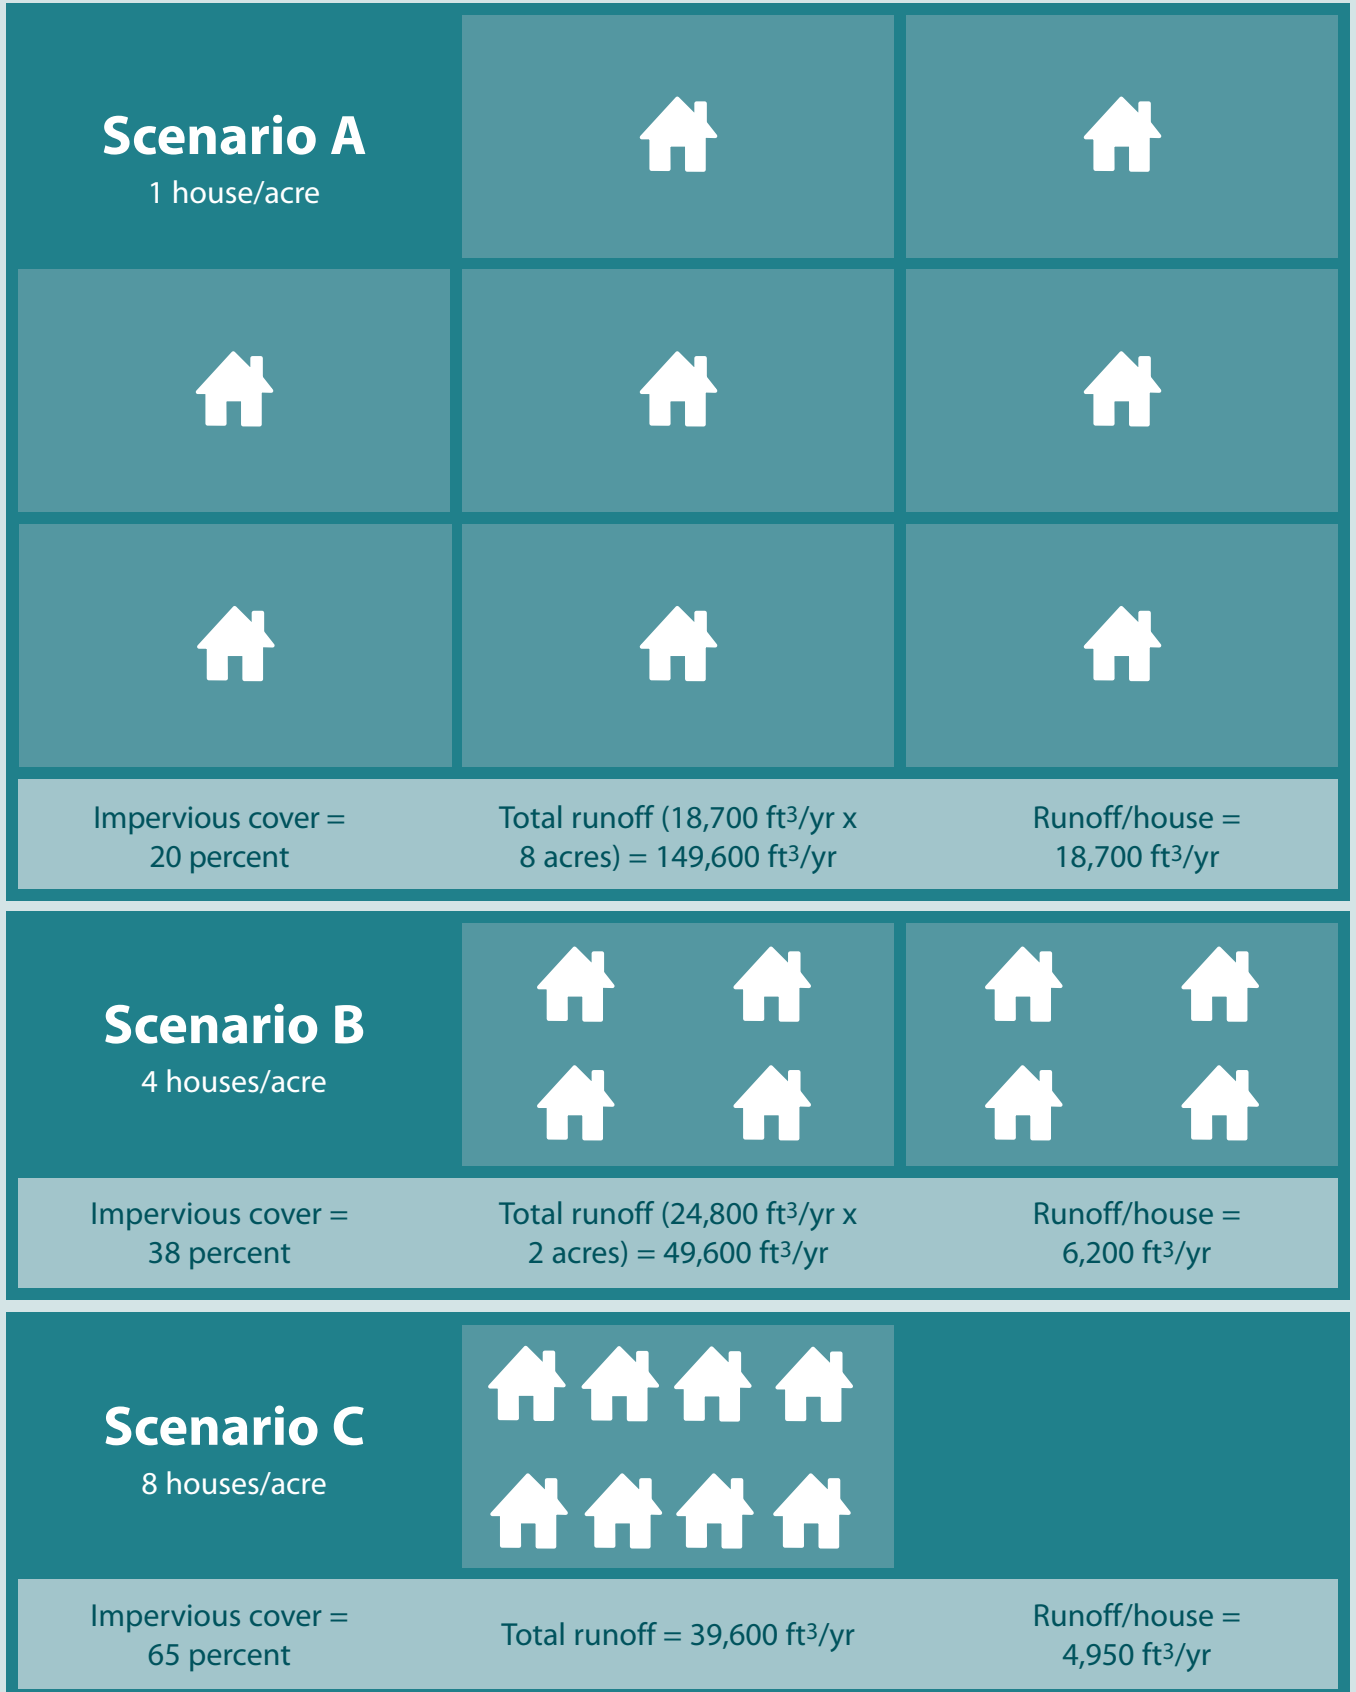 Scenario A
1 house/acre
Impervious cover =
20 percent
Total runoff (18,700 ft³/yr x
8 acres) = 149,600 ft³/yr
Runoff/house =
18,700 ft³/yr
Scenario B
4 houses/acre
Impervious cover =
38 percent
Total runoff (24,800 ft³/yr x
2 acres) = 49,600 ft³/yr
Runoff/house =
6,200 ft³/yr
Scenario C
8 houses/acre
Impervious cover =
65 percent
Total runoff = 39,600 ft³/yr
Runoff/house =
4,950 ft³/yr